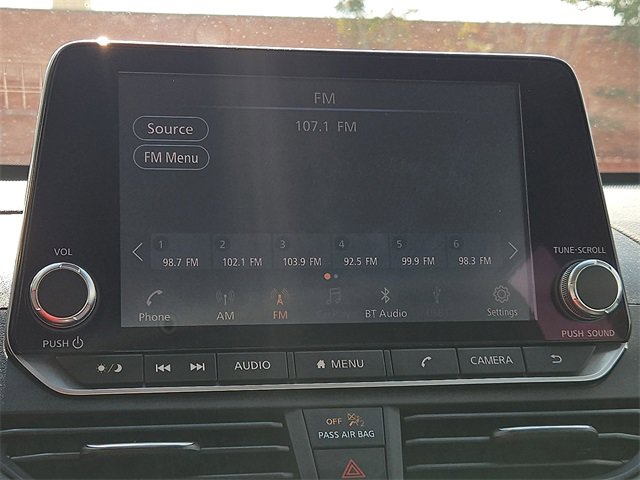 FM
Source
107.1 FM
FM Menu
1 2 3 4 5 6
98.7 FM 102.1 FM 103.9 FM 92.5 FM 99.9 FM 98.3 FM
VOL
TUNE·SCROLL
Phone AM FM BT Audio Settings
PUSH
PUSH SOUND
AUDIO MENU CAMERA
OFF
PASS AIR BAG